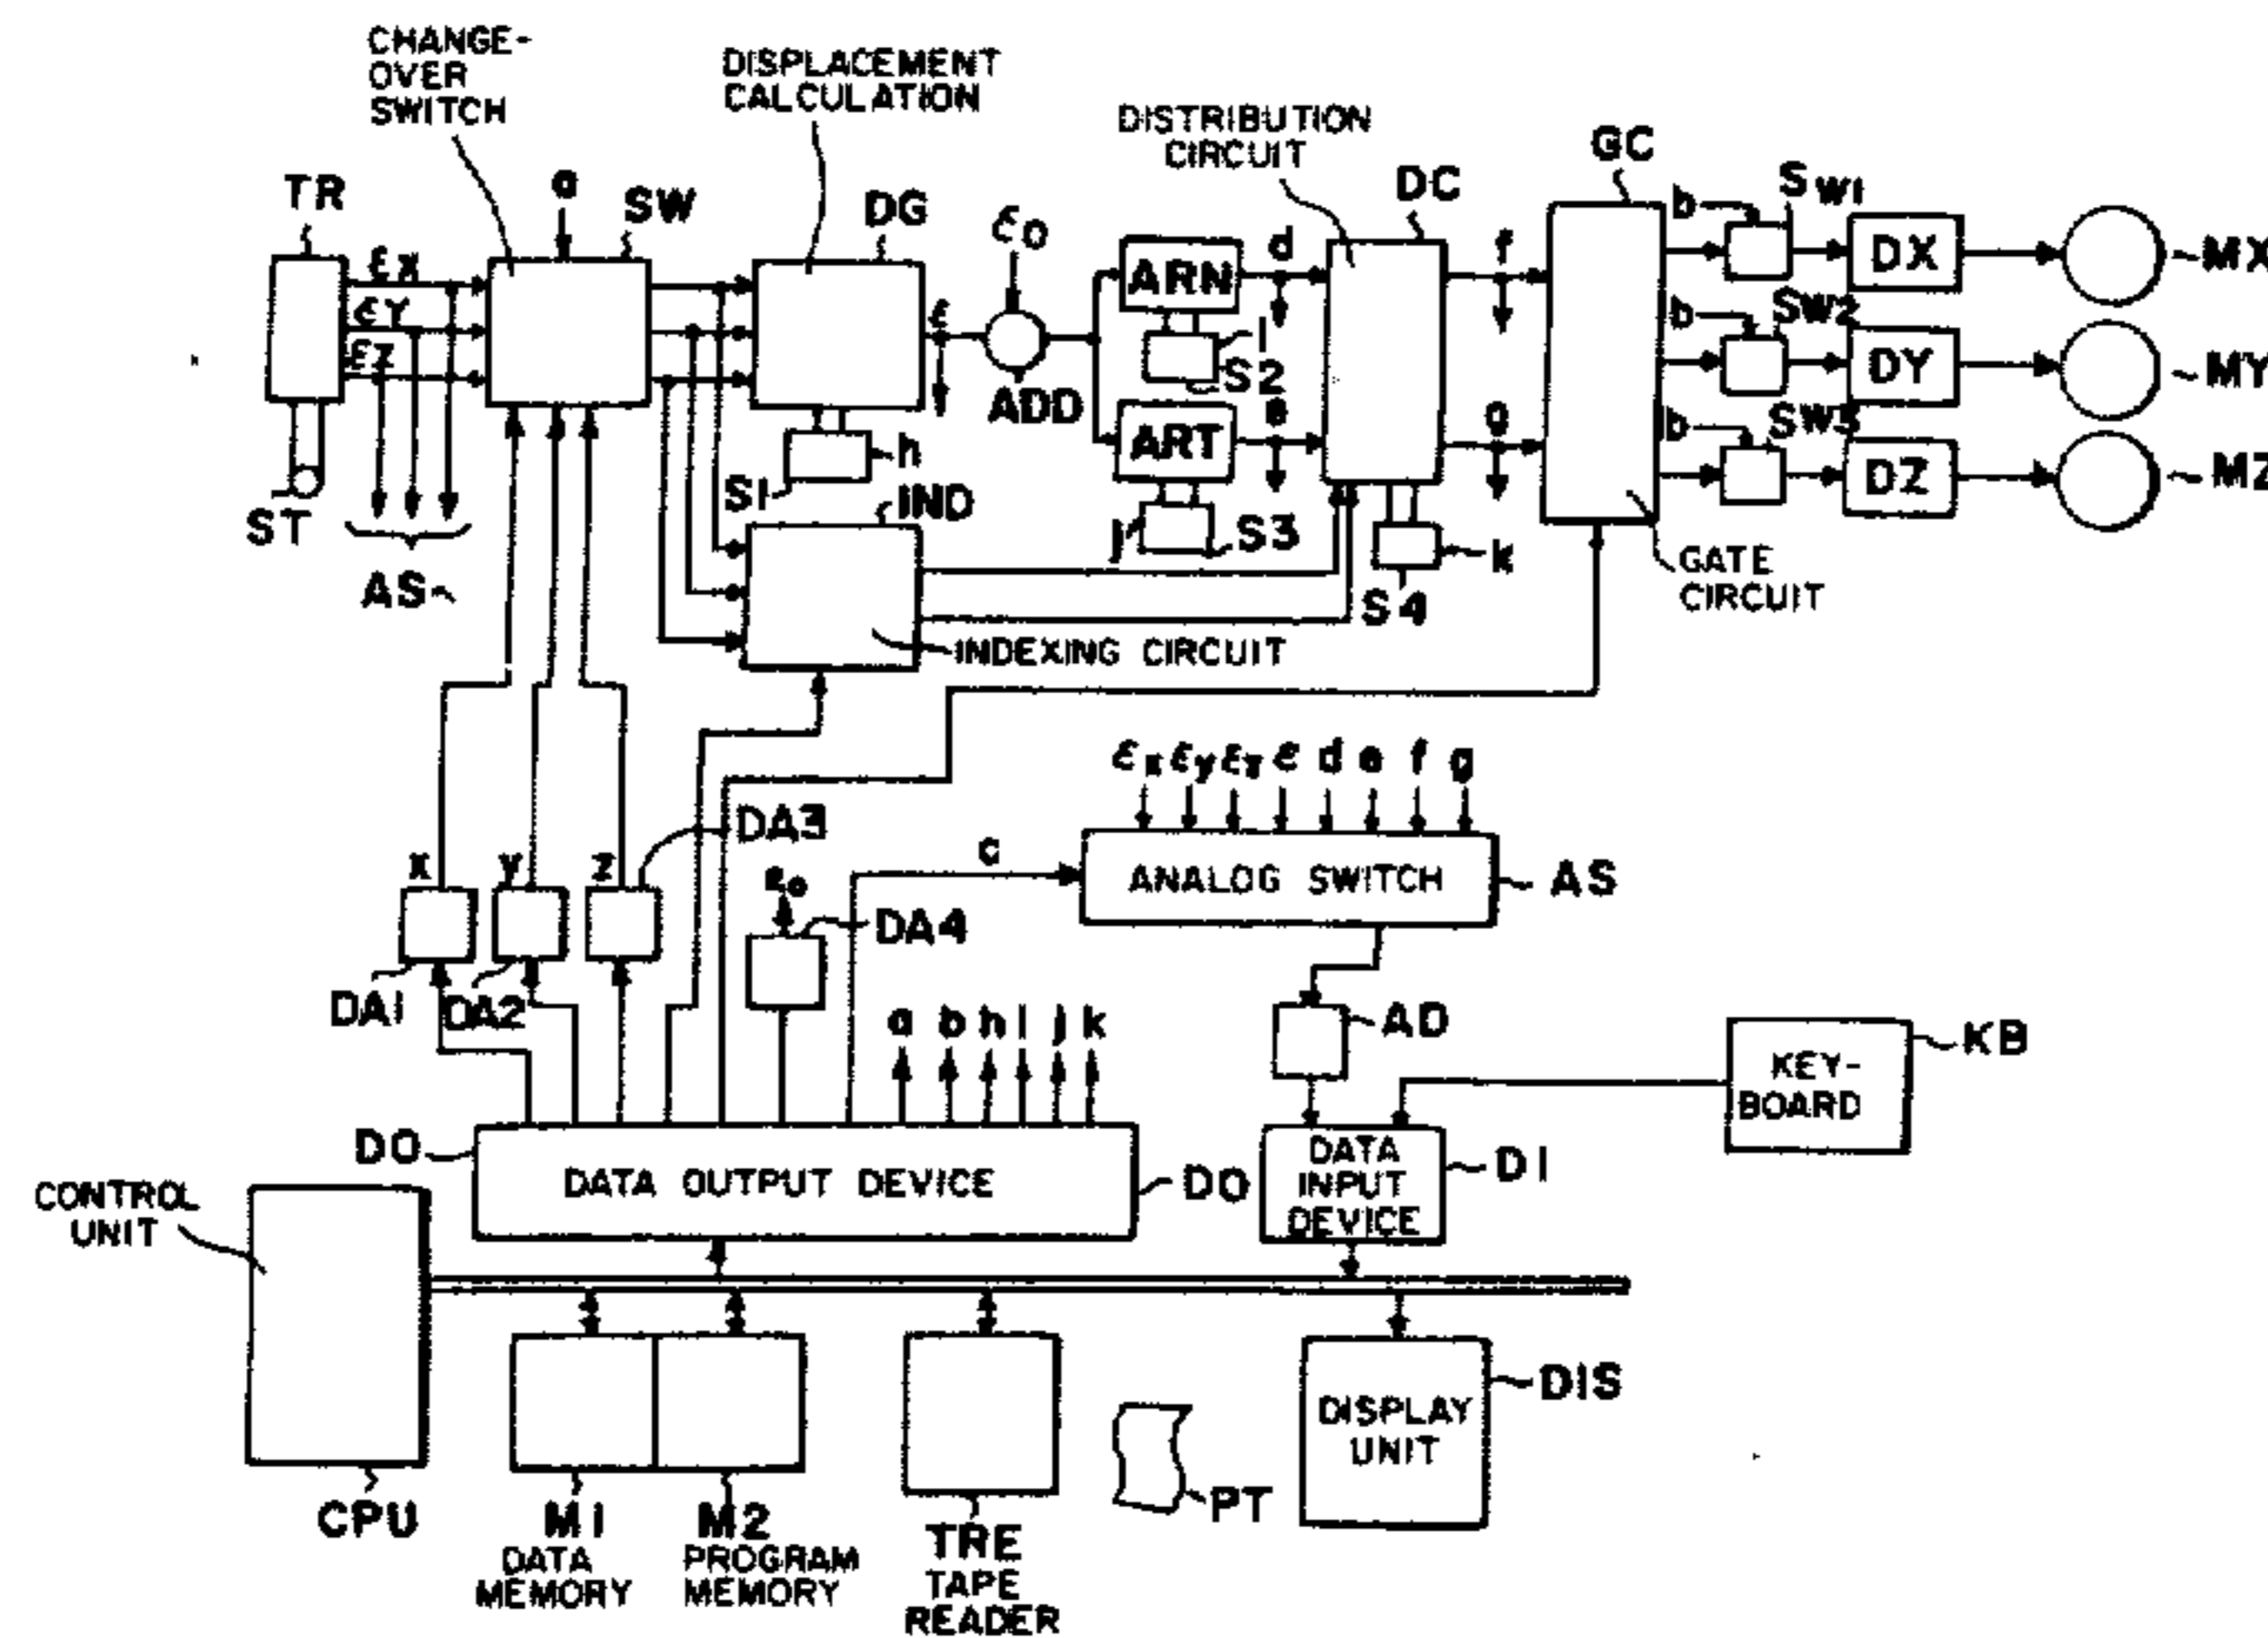 CHANGE-
OVER
SWITCH
DISPLACEMENT
CALCULATION
DISTRIBUTION
CIRCUIT
GC
TR
a
SW
DG
DC
SW1
b
εX
εY
εZ
ε0
ε
ARN
d
f
DX
MX
b
SW2
i
S2
DY
MY
ADD
ART
e
g
b
SW3
DZ
MZ
h
S1
IND
j
S3
k
S4
ST
AS
GATE
CIRCUIT
INDEXING CIRCUIT
εx εy εz ε d e f g
DA3
x
y
z
ε0
c
ANALOG SWITCH
AS
DA4
DA1
DA2
a b h i j k
AD
KEY-
BOARD
KB
DO
DATA OUTPUT DEVICE
DO
DATA
INPUT
DEVICE
DI
CONTROL
UNIT
DISPLAY
UNIT
DIS
PT
CPU
M1
DATA
MEMORY
M2
PROGRAM
MEMORY
TRE
TAPE
READER